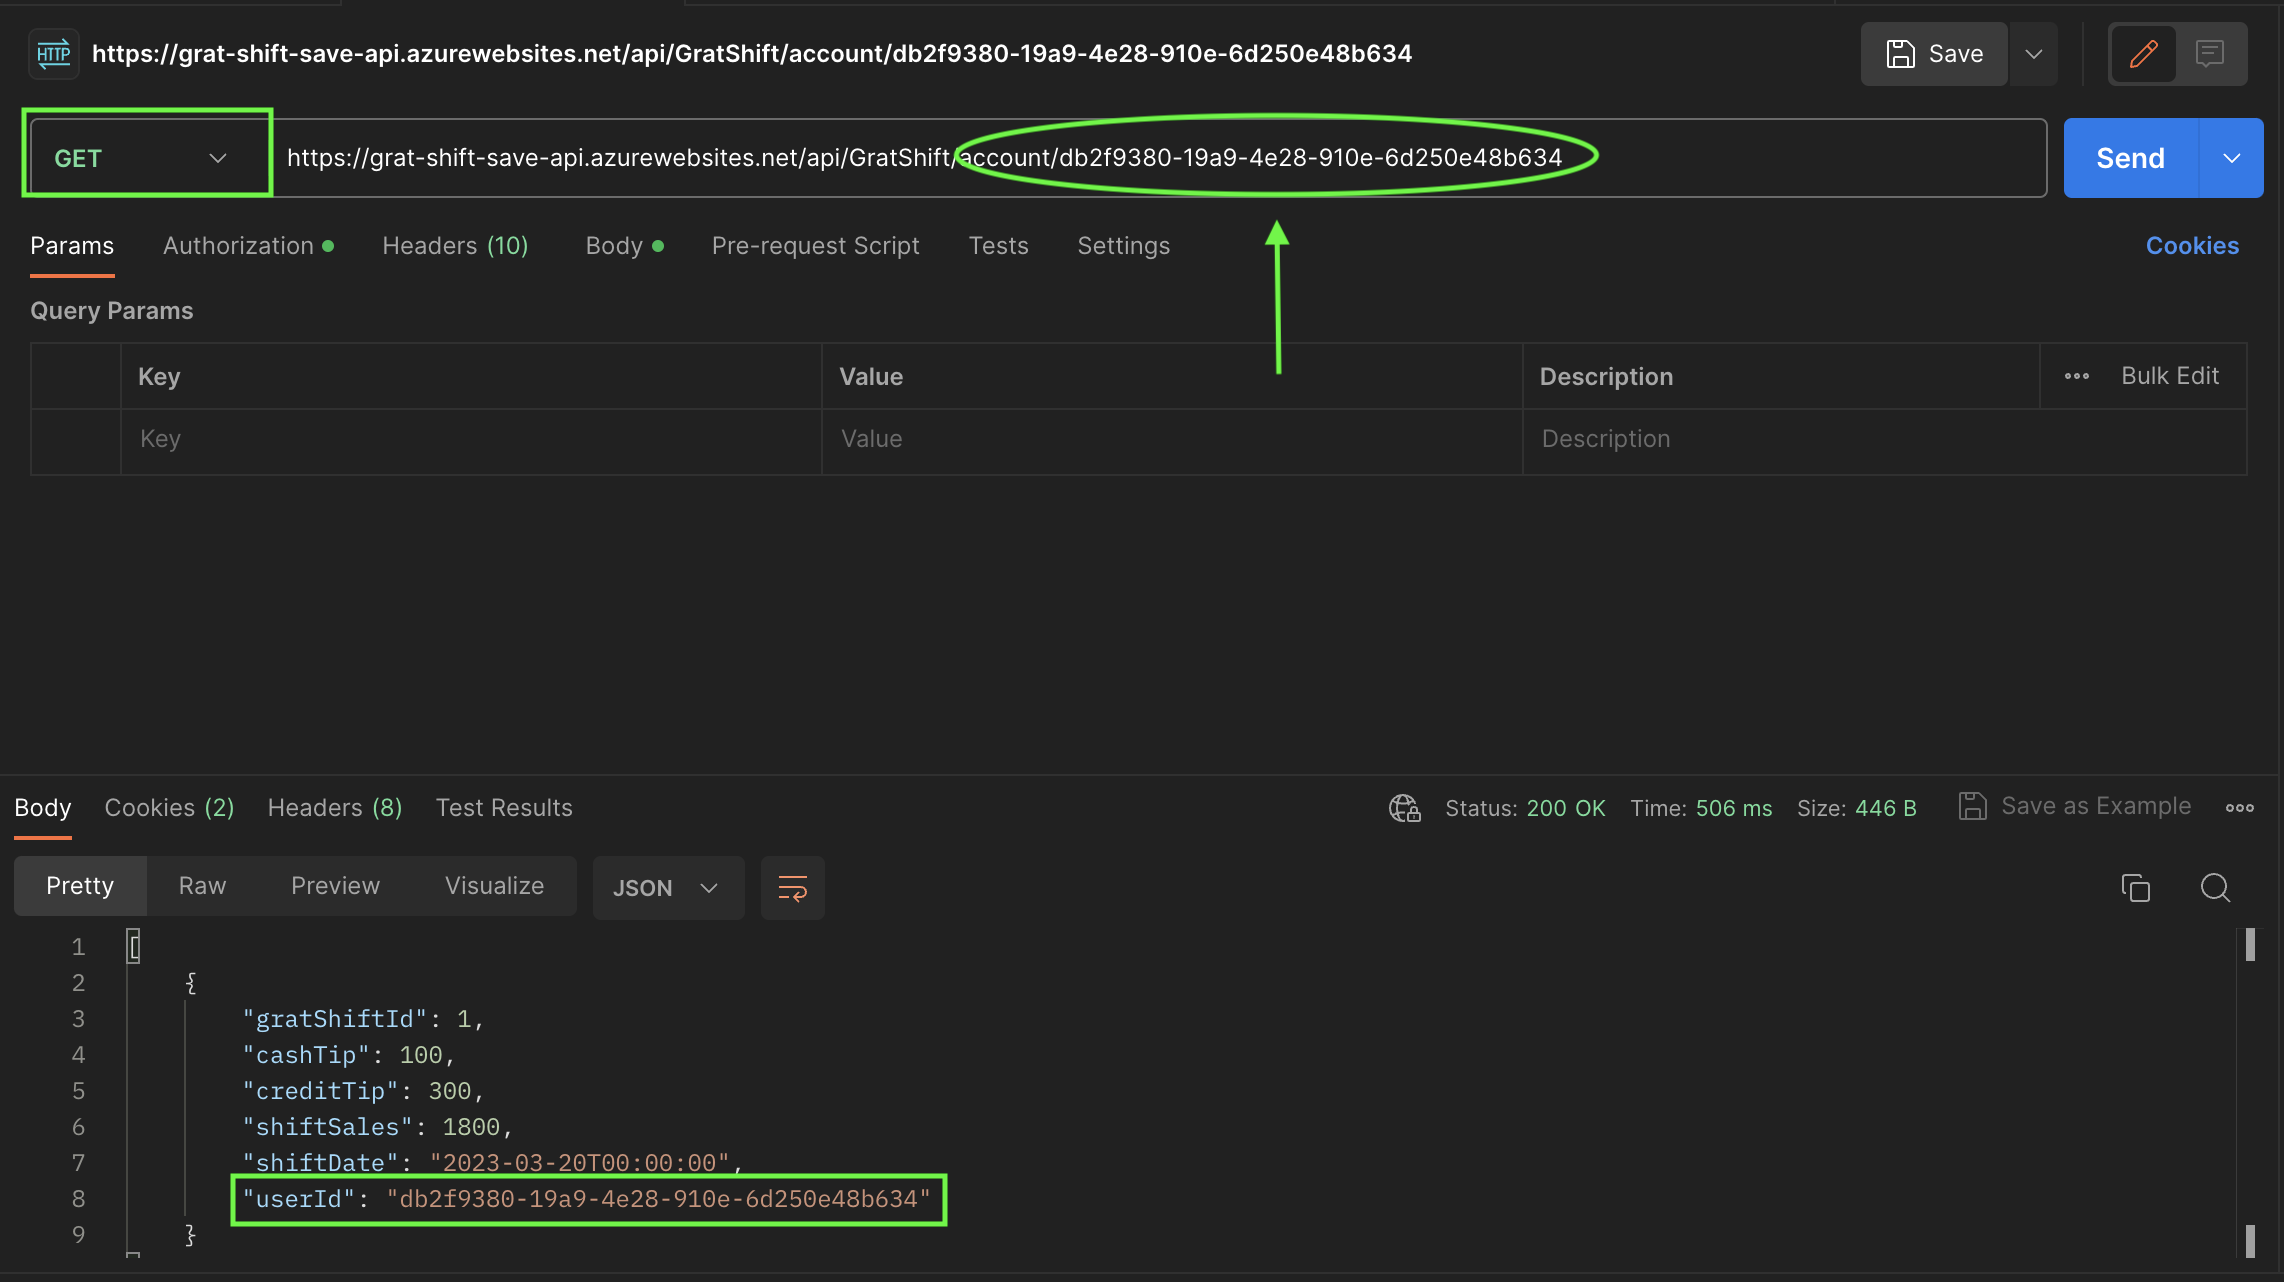 HTTP https://grat-shift-save-api.azurewebsites.net/api/GratShift/account/db2f9380-19a9-4e28-910e-6d250e48b634 Save
GET https://grat-shift-save-api.azurewebsites.net/api/GratShift/account/db2f9380-19a9-4e28-910e-6d250e48b634 Send
Params Authorization Headers (10) Body Pre-request Script Tests Settings Cookies
Query Params
Key Value Description Bulk Edit
Key Value Description
Body Cookies (2) Headers (8) Test Results Status: 200 OK Time: 506 ms Size: 446 B Save as Example
Pretty Raw Preview Visualize JSON
1 [
2 {
3 "gratShiftId": 1,
4 "cashTip": 100,
5 "creditTip": 300,
6 "shiftSales": 1800,
7 "shiftDate": "2023-03-20T00:00:00",
8 "userId": "db2f9380-19a9-4e28-910e-6d250e48b634"
9 }